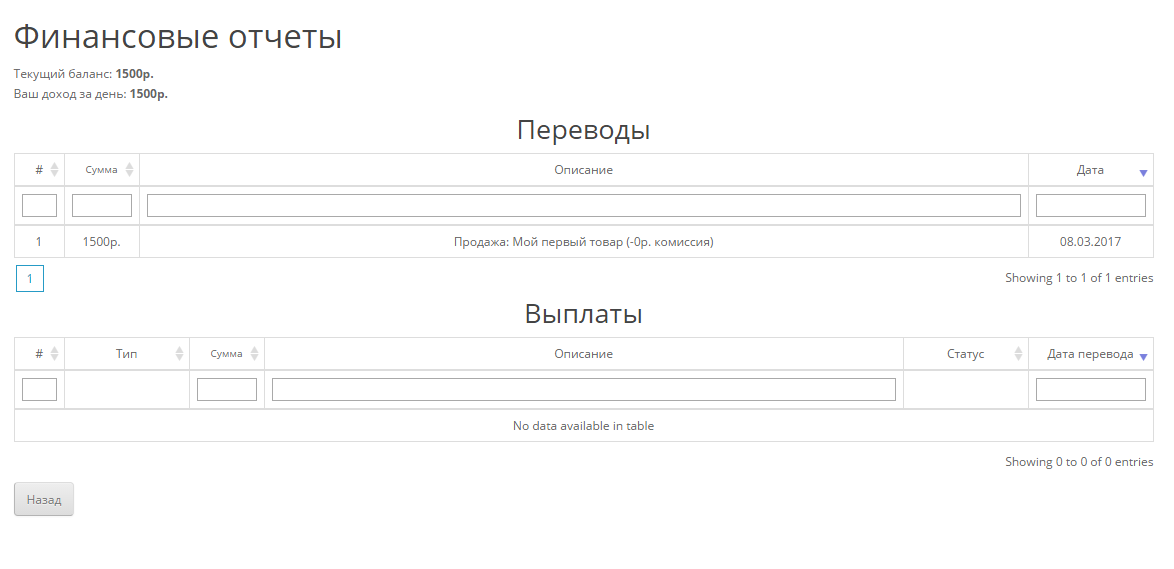 Финансовые отчеты
Текущий баланс: 1500р.
Ваш доход за день: 1500р.
Переводы
# Сумма Описание Дата
1 1500р. Продажа: Мой первый товар (-0р. комиссия) 08.03.2017
1 Showing 1 to 1 of 1 entries
Выплаты
# Тип Сумма Описание Статус Дата перевода
No data available in table
Showing 0 to 0 of 0 entries
Назад